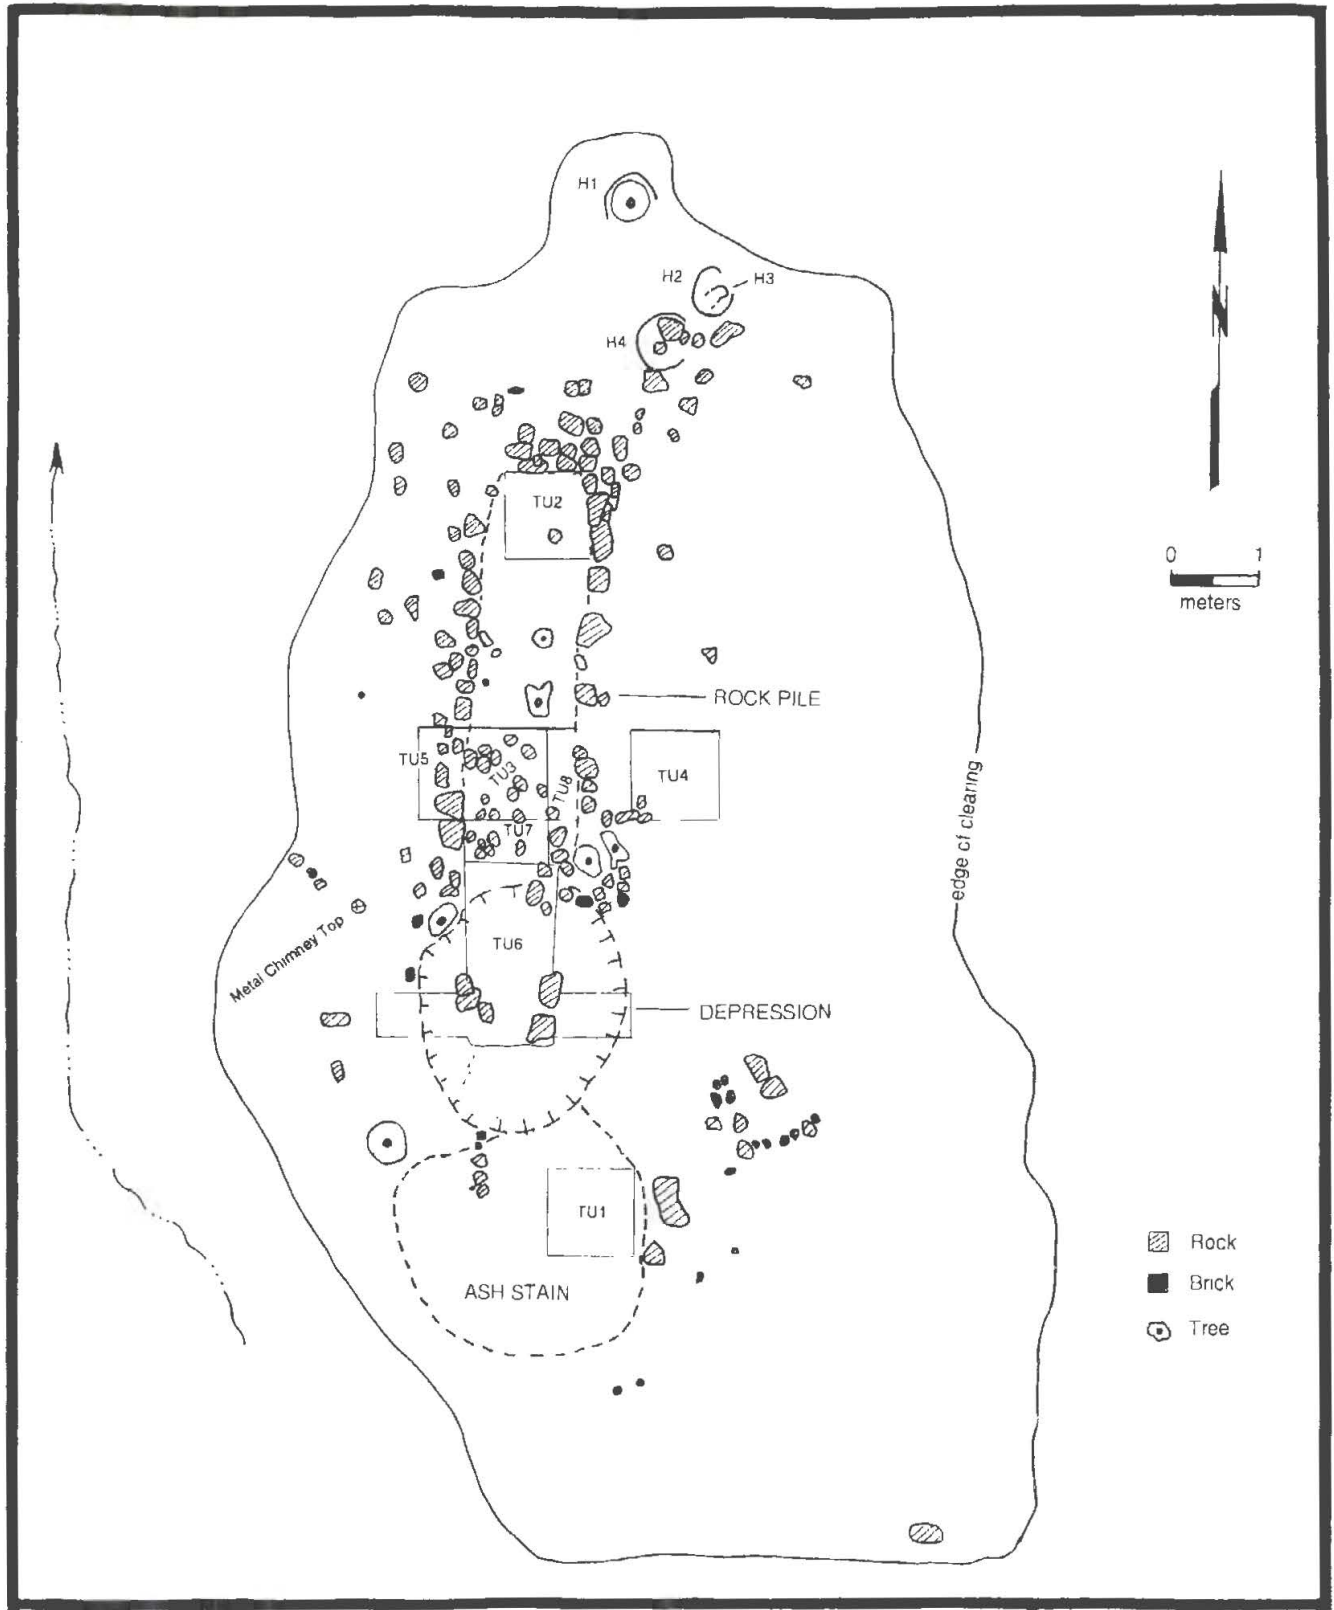 H1
H2
H3
H4
N
TU2
0 1
meters
ROCK PILE
TU5
TU3
TU8
TU4
TU7
edge of clearing
Metal Chimney Top
TU6
DEPRESSION
TU1
ASH STAIN
Rock
Brick
Tree